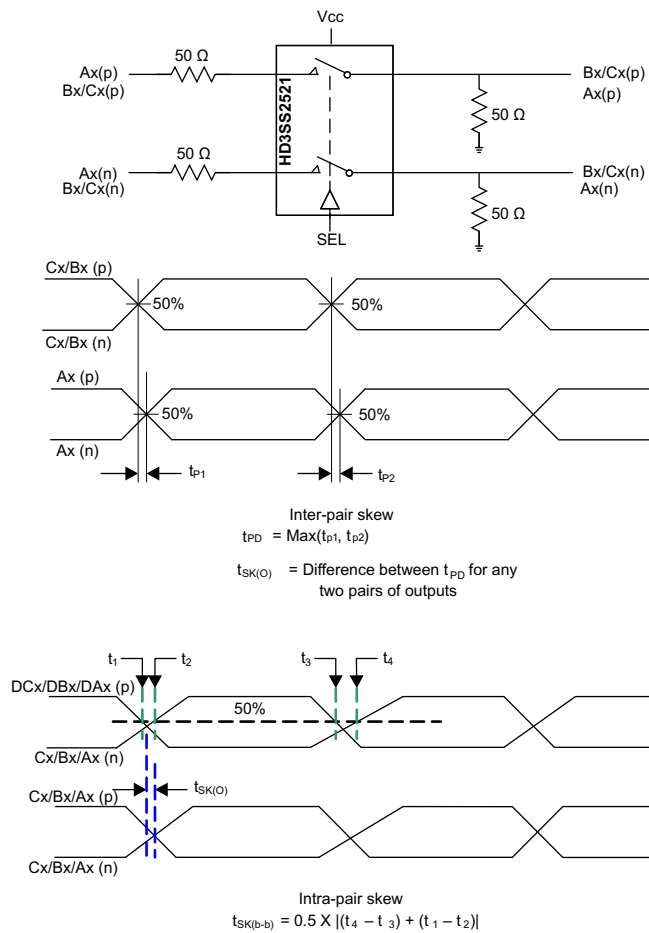 Vcc
50 Ω
Ax(p)
Bx/Cx(p)
Bx/Cx(p)
Ax(p)
50 Ω
HD3SS2521
50 Ω
Ax(n)
Bx/Cx(n)
Bx/Cx(n)
Ax(n)
50 Ω
SEL
Cx/Bx (p)
50%
50%
Cx/Bx (n)
Ax (p)
50%
50%
Ax (n)
tP1
tP2
Inter-pair skew
tPD = Max(tp1, tp2)
tSK(O) = Difference between tPD for any
two pairs of outputs
t1
t2
t3
t4
DCx/DBx/DAx (p)
50%
Cx/Bx/Ax (n)
Cx/Bx/Ax (p)
tSK(O)
Cx/Bx/Ax (n)
Intra-pair skew
tSK(b-b) = 0.5 X |(t4 – t3) + (t1 – t2)|